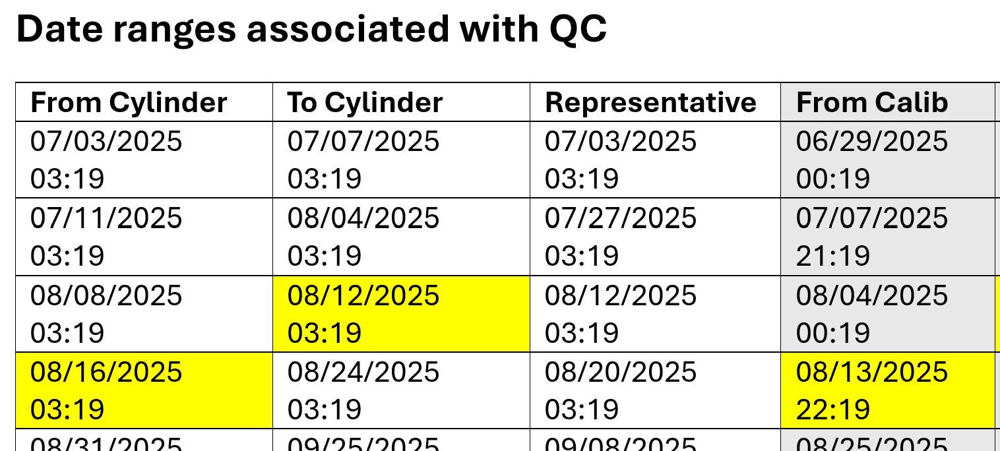 Date ranges associated with QC
From Cylinder To Cylinder Representative From Calib
07/03/2025 07/07/2025 07/03/2025 06/29/2025
03:19 03:19 03:19 00:19
07/11/2025 08/04/2025 07/27/2025 07/07/2025
03:19 03:19 03:19 21:19
08/08/2025 08/12/2025 08/12/2025 08/04/2025
03:19 03:19 03:19 00:19
08/16/2025 08/24/2025 08/20/2025 08/13/2025
03:19 03:19 03:19 22:19
08/31/2025 09/25/2025 09/08/2025 08/25/2025